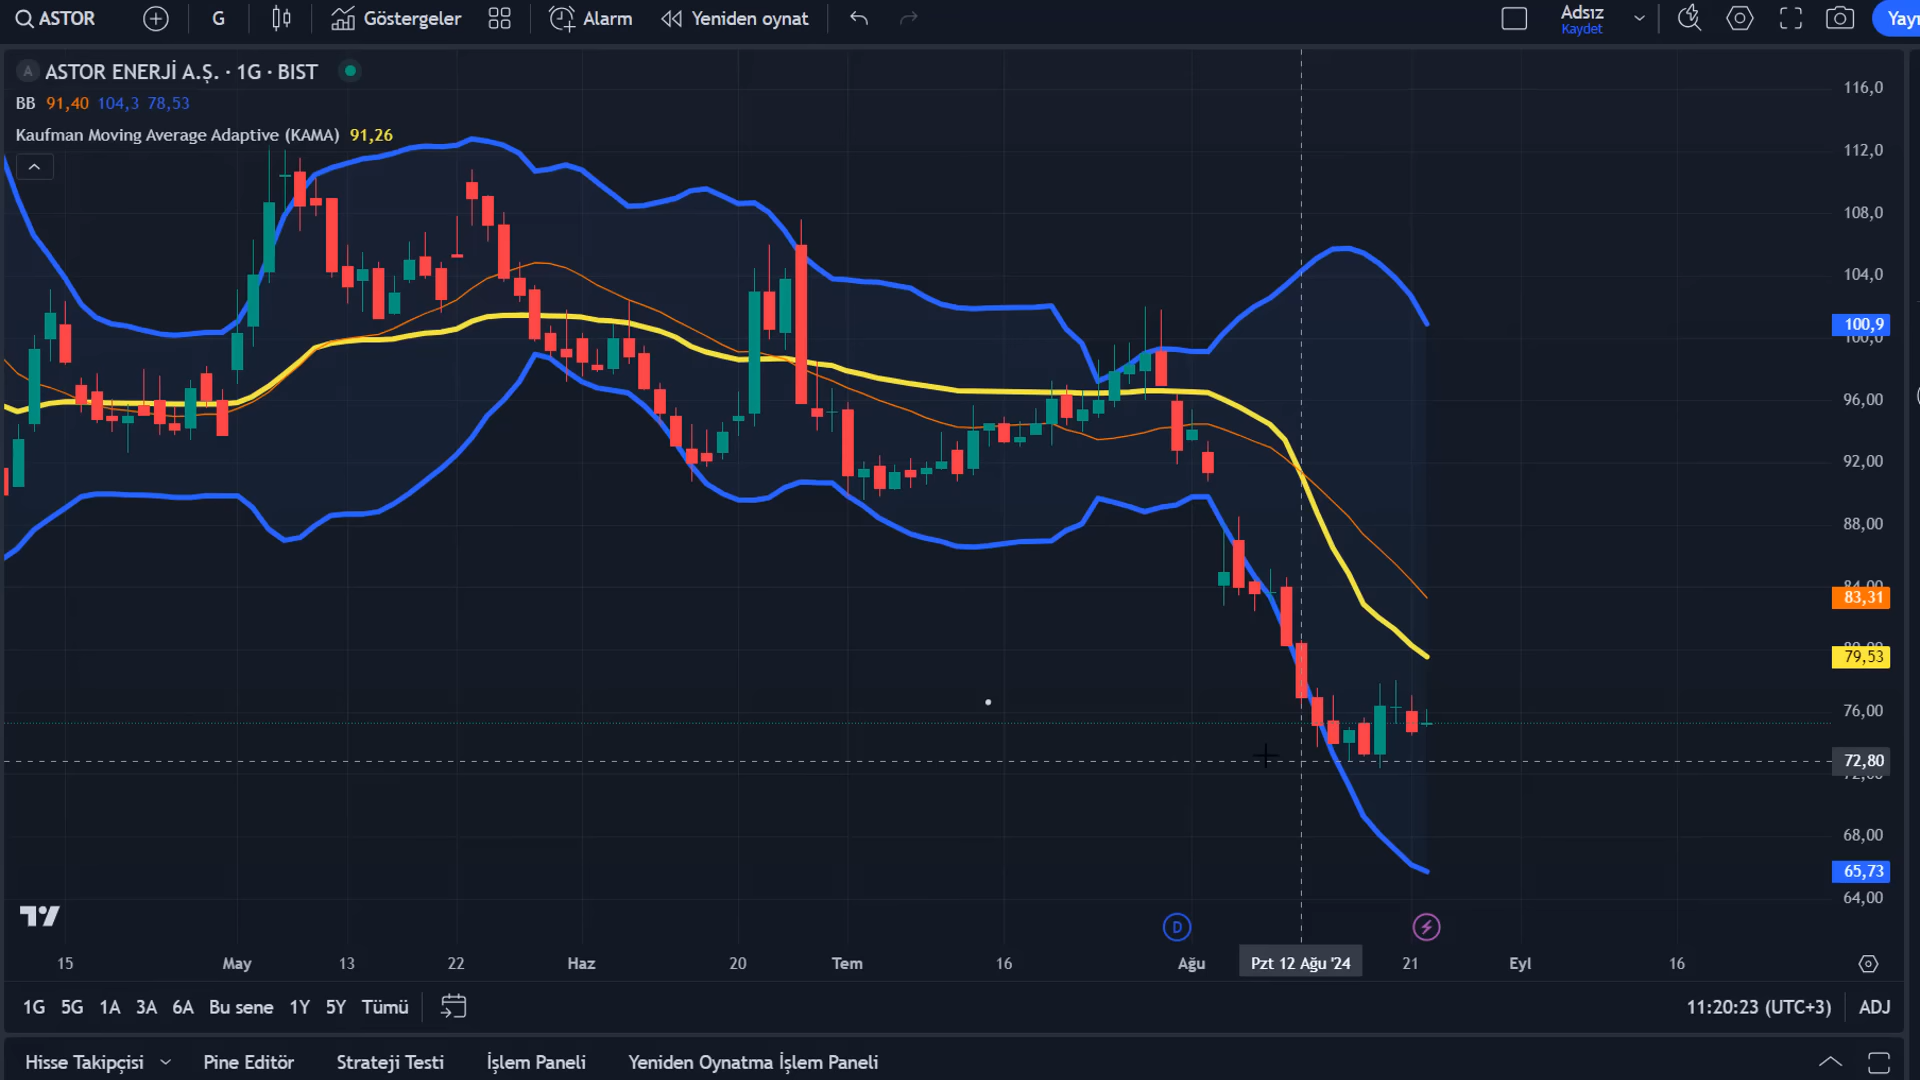 ASTOR
G
Göstergeler
Alarm
Yeniden oynat
Adsız
Kaydet
A ASTOR ENERJİ A.Ş. · 1G · BIST
BB 91,40 104,3 78,53
Kaufman Moving Average Adaptive (KAMA) 91,26
116,0
112,0
108,0
104,0
100,9
100,0
96,00
92,00
88,00
84,00
83,31
79,53
76,00
72,80
68,00
65,73
64,00
D
15 May 13 22 Haz 20 Tem 16 Ağu Pzt 12 Ağu '24 21 Eyl 16
1G 5G 1A 3A 6A Bu sene 1Y 5Y Tümü
11:20:23 (UTC+3) ADJ
Hisse Takipçisi Pine Editör Strateji Testi İşlem Paneli Yeniden Oynatma İşlem Paneli